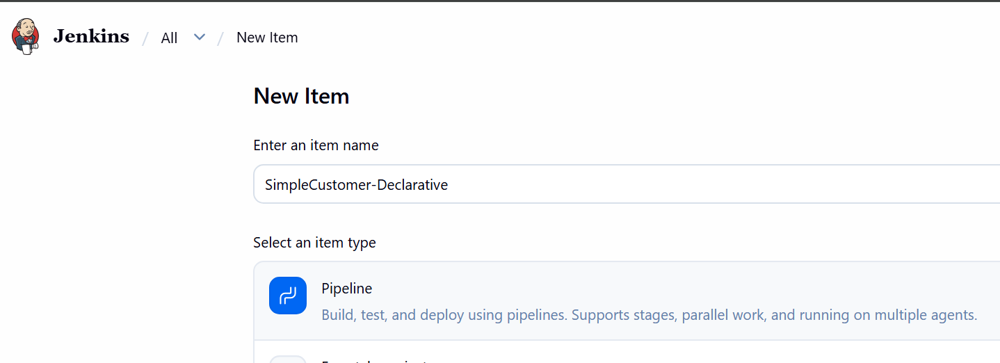 Jenkins / All / New Item
New Item
Enter an item name
SimpleCustomer-Declarative
Select an item type
Pipeline
Build, test, and deploy using pipelines. Supports stages, parallel work, and running on multiple agents.